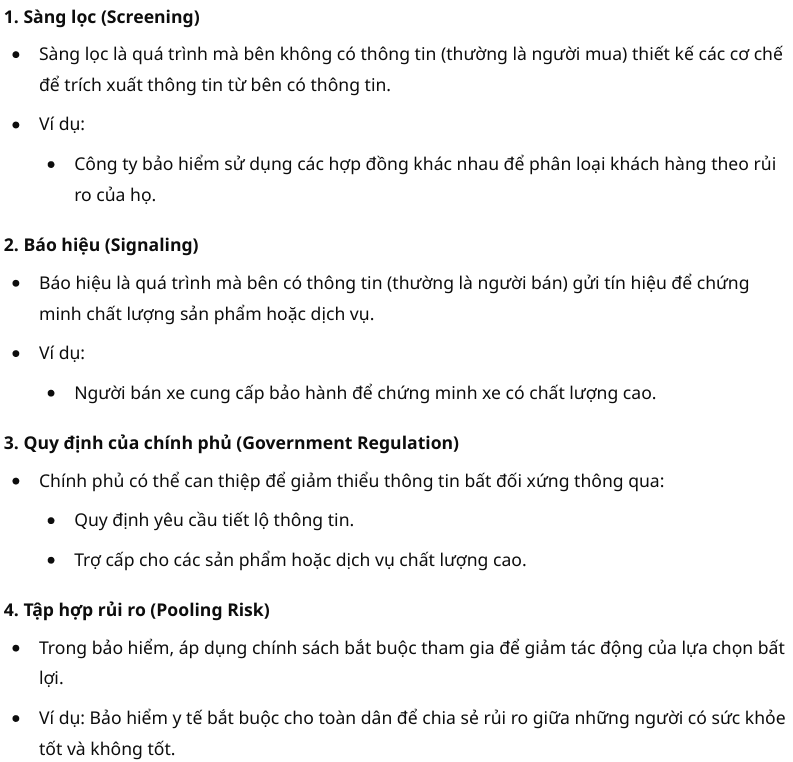 1. Sàng lọc (Screening)
• Sàng lọc là quá trình mà bên không có thông tin (thường là người mua) thiết kế các cơ chế
để trích xuất thông tin từ bên có thông tin.
• Ví dụ:
• Công ty bảo hiểm sử dụng các hợp đồng khác nhau để phân loại khách hàng theo rủi
ro của họ.
2. Báo hiệu (Signaling)
• Báo hiệu là quá trình mà bên có thông tin (thường là người bán) gửi tín hiệu để chứng
minh chất lượng sản phẩm hoặc dịch vụ.
• Ví dụ:
• Người bán xe cung cấp bảo hành để chứng minh xe có chất lượng cao.
3. Quy định của chính phủ (Government Regulation)
• Chính phủ có thể can thiệp để giảm thiểu thông tin bất đối xứng thông qua:
• Quy định yêu cầu tiết lộ thông tin.
• Trợ cấp cho các sản phẩm hoặc dịch vụ chất lượng cao.
4. Tập hợp rủi ro (Pooling Risk)
• Trong bảo hiểm, áp dụng chính sách bắt buộc tham gia để giảm tác động của lựa chọn bất
lợi.
• Ví dụ: Bảo hiểm y tế bắt buộc cho toàn dân để chia sẻ rủi ro giữa những người có sức khỏe
tốt và không tốt.